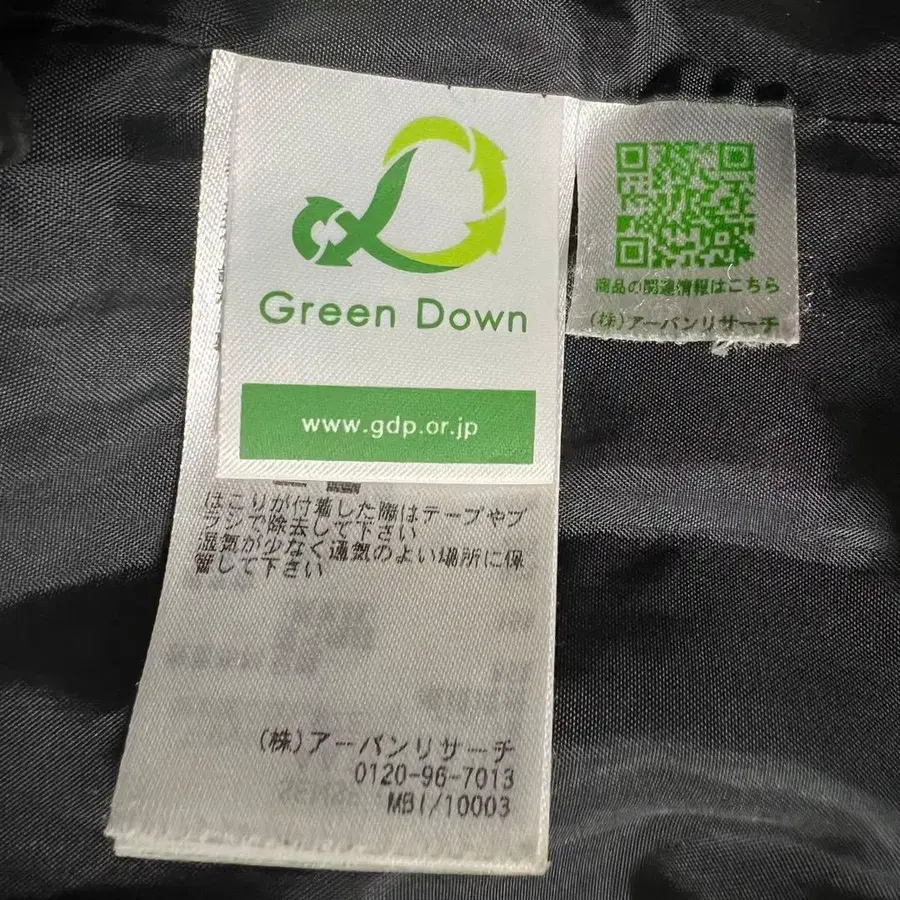 Green Down
www.gdp.or.jp
商品の関連情報はこちら
(株)アーバンリサーチ
ほこりが付着した際はテープやブ
ラシで除去して下さい
湿気が少なく通気のよい場所に保
管して下さい
(株)アーバンリサーチ
0120-96-7013
MBI/10003